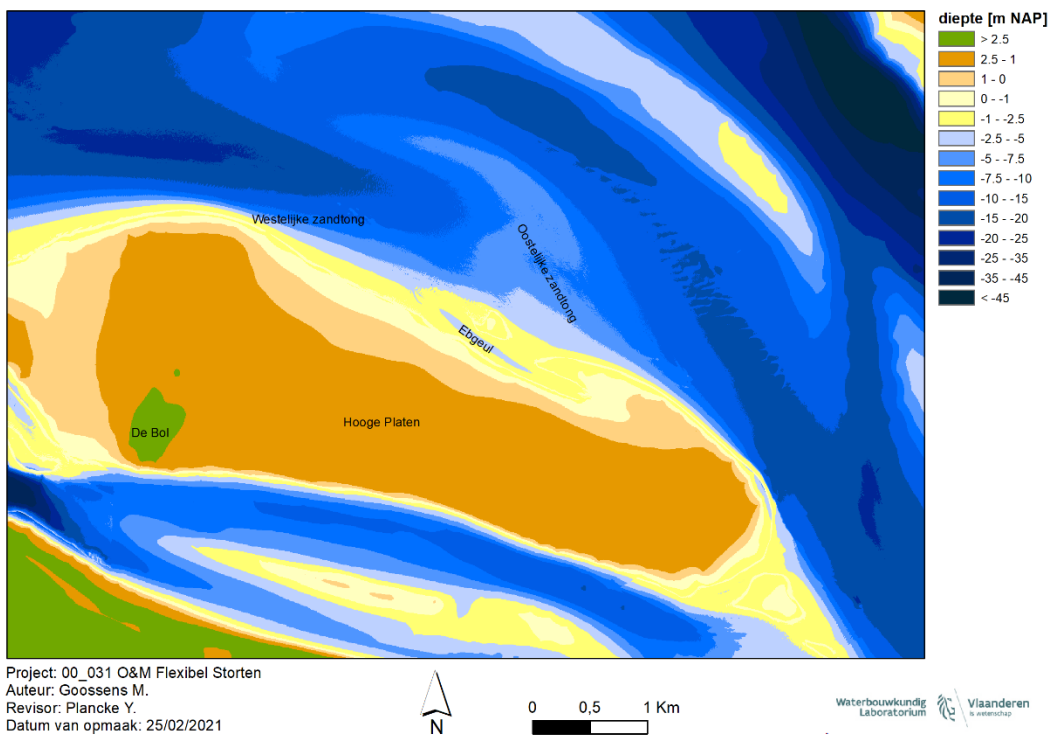 diepte [m NAP]
> 2.5
2.5 - 1
1 - 0
0 - -1
-1 - -2.5
-2.5 - -5
-5 - -7.5
-7.5 - -10
-10 - -15
-15 - -20
-20 - -25
-25 - -35
-35 - -45
< -45
Westelijke zandtong
Oostelijke zandtong
Ebgeul
Hooge Platen
De Bol
Project: 00_031 O&M Flexibel Storten
Auteur: Goossens M.
Revisor: Plancke Y.
Datum van opmaak: 25/02/2021
N
0 0,5 1 Km
Waterbouwkundig
Laboratorium
Vlaanderen
is wetenschap